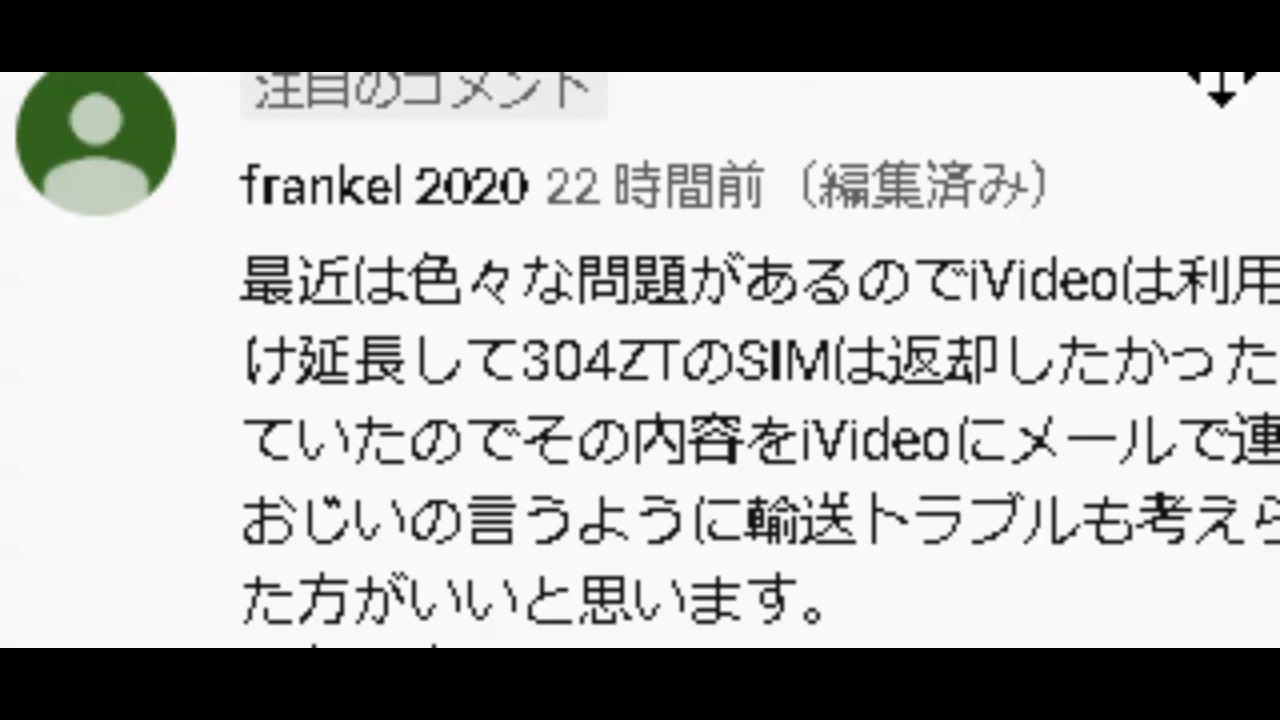 注目のコメント
frankel 2020 22 時間前（編集済み）
最近は色々な問題があるのでiVideoは利用
け延長して304ZTのSIMは返却したかった
ていたのでその内容をiVideoにメールで連
おじいの言うように輸送トラブルも考えら
た方がいいと思います。